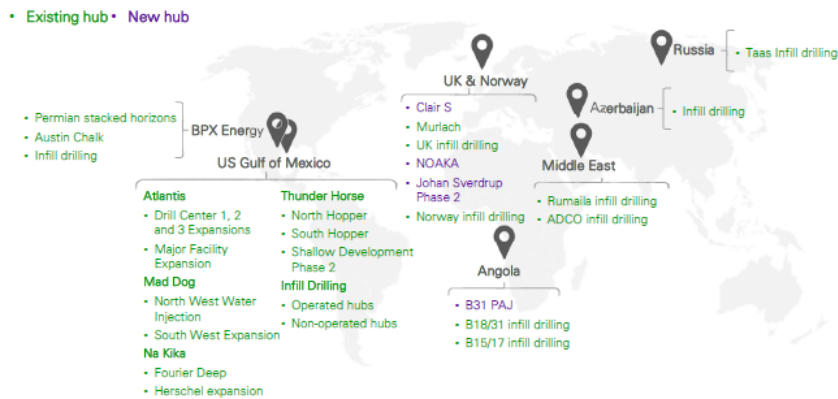 • Existing hub • New hub
Russia
• Taas Infill drilling
UK & Norway
• Clair S
• Murlach
• UK infill drilling
• NOAKA
• Johan Sverdrup
Phase 2
• Norway infill drilling
Azerbaijan
• Infill drilling
Middle East
• Rumaila infill drilling
• ADCO infill drilling
BPX Energy
• Permian stacked horizons
• Austin Chalk
• Infill drilling
US Gulf of Mexico
Atlantis
• Drill Center 1, 2
and 3 Expansions
• Major Facility
Expansion
Mad Dog
• North West Water
Injection
• South West Expansion
Na Kika
• Fourier Deep
• Herschel expansion
Thunder Horse
• North Hopper
• South Hopper
• Shallow Development
Phase 2
Infill Drilling
• Operated hubs
• Non-operated hubs
Angola
• B31 PAJ
• B18/31 infill drilling
• B15/17 infill drilling